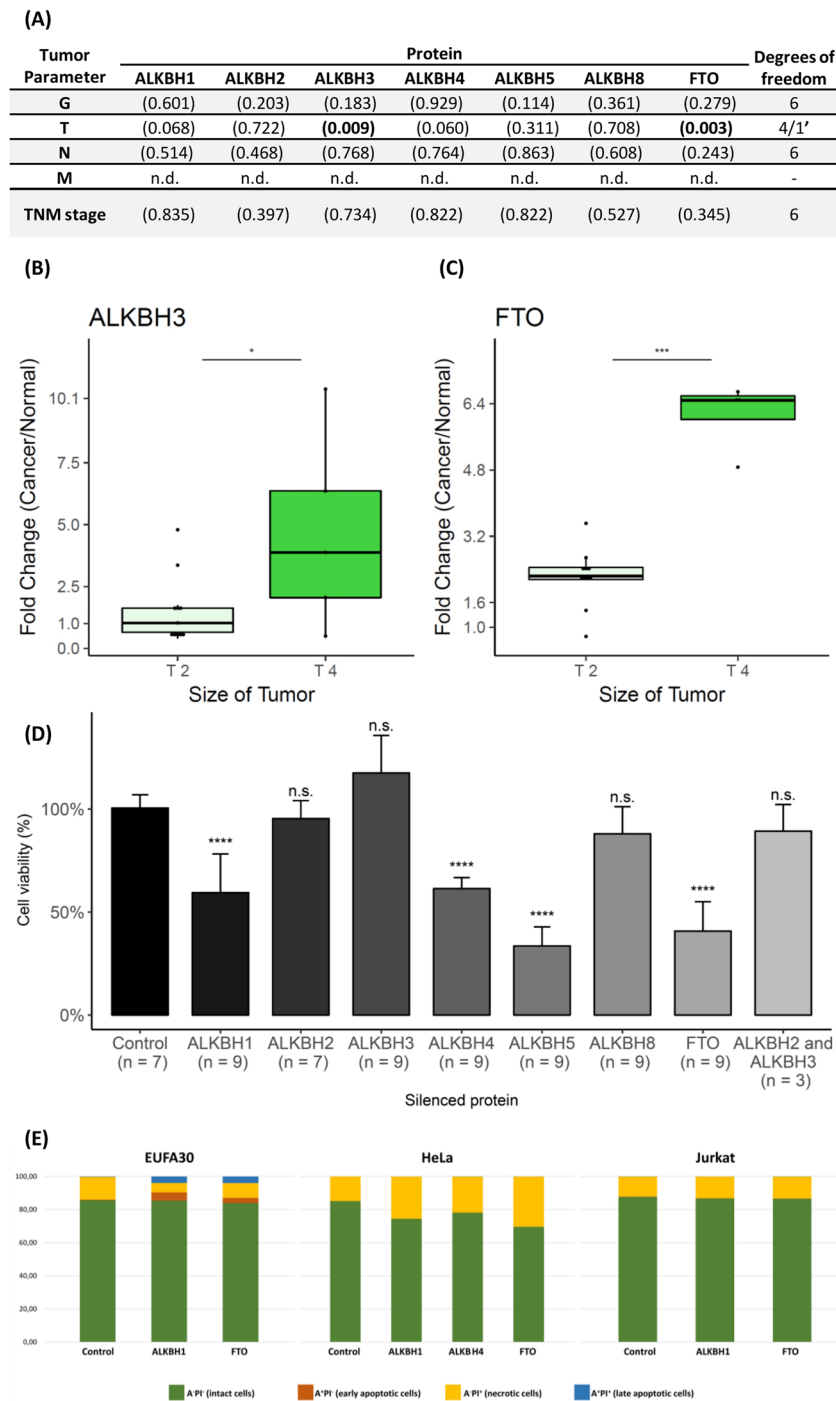 (A)
Tumor Parameter Protein Degrees of freedom
ALKBH1 ALKBH2 ALKBH3 ALKBH4 ALKBH5 ALKBH8 FTO
G (0.601) (0.203) (0.183) (0.929) (0.114) (0.361) (0.279) 6
T (0.068) (0.722) (0.009) (0.060) (0.311) (0.708) (0.003) 4/1’
N (0.514) (0.468) (0.768) (0.764) (0.863) (0.608) (0.243) 6
M n.d. n.d. n.d. n.d. n.d. n.d. n.d. -
TNM stage (0.835) (0.397) (0.734) (0.822) (0.822) (0.527) (0.345) 6
(B)
ALKBH3
*
Fold Change (Cancer/Normal)
10.1
7.5
5.0
2.5
1.0
0.0
T 2 T 4
Size of Tumor
(C)
FTO
***
Fold Change (Cancer/Normal)
6.4
4.8
3.2
1.6
1.0
T 2 T 4
Size of Tumor
(D)
Cell viability (%)
100%
50%
0%
**** n.s. n.s. **** **** n.s. **** n.s.
Control ALKBH1 ALKBH2 ALKBH3 ALKBH4 ALKBH5 ALKBH8 FTO ALKBH2 and ALKBH3
(n = 7) (n = 9) (n = 7) (n = 9) (n = 9) (n = 9) (n = 9) (n = 9) (n = 3)
Silenced protein
(E)
EUFA30 HeLa Jurkat
100,00
80,00
60,00
40,00
20,00
0,00
Control ALKBH1 FTO Control ALKBH1 ALKBH4 FTO Control ALKBH1 FTO
A-PI- (intact cells) A+PI- (early apoptotic cells) A-PI+ (necrotic cells) A+PI+ (late apoptotic cells)